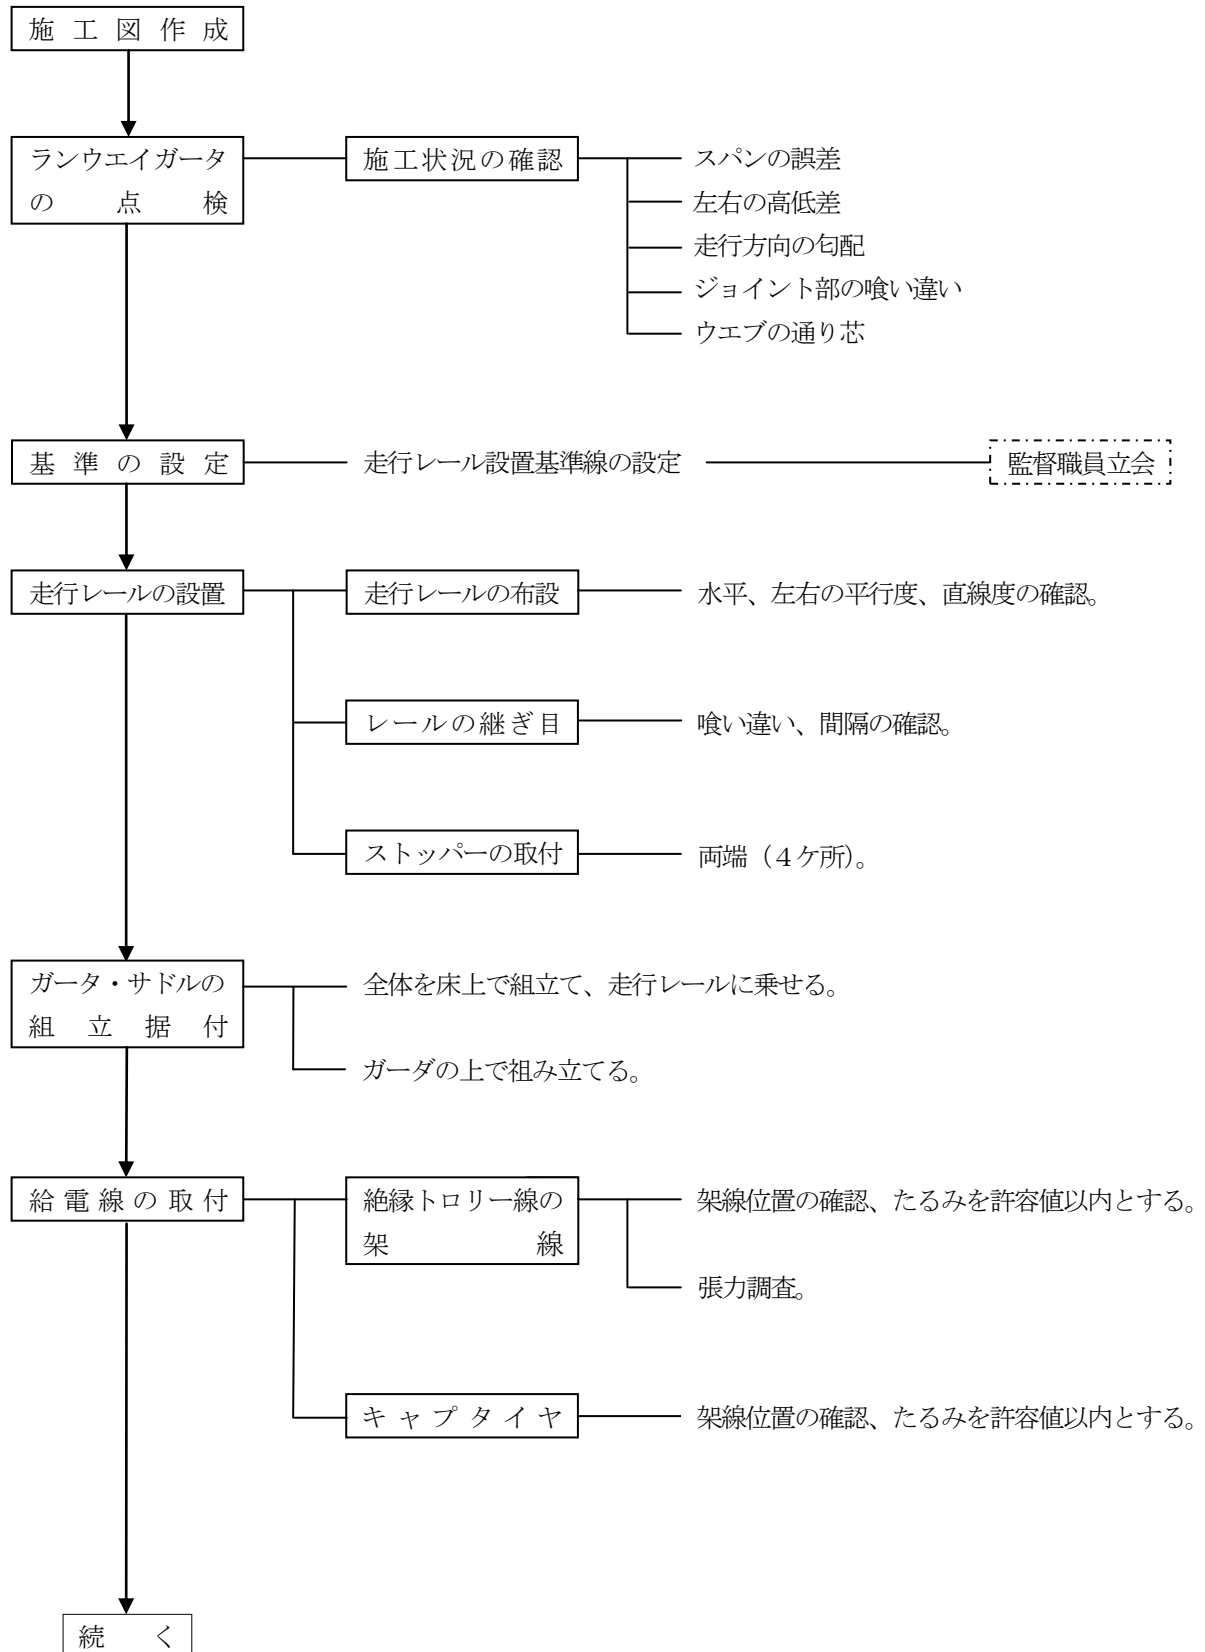 施工図作成
ランウエイガータ
の点検
施工状況の確認
スパンの誤差
左右の高低差
走行方向の匂配
ジョイント部の喰い違い
ウエブの通り芯
基準の設定
走行レール設置基準線の設定
監督職員立会
走行レールの設置
走行レールの布設
水平、左右の平行度、直線度の確認。
レールの継ぎ目
喰い違い、間隔の確認。
ストッパーの取付
両端（４ケ所）。
ガータ・サドルの
組立据付
全体を床上で組立て、走行レールに乗せる。
ガーダの上で祖み立てる。
給電線の取付
絶縁トロリー線の
架線
架線位置の確認、たるみを許容値以内とする。
張力調査。
キャプタイヤ
架線位置の確認、たるみを許容値以内とする。
続く